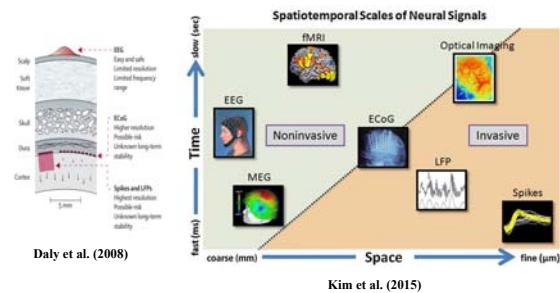 EEG
Easy and safe
Limited resolution
Limited frequency
range
Scalp
Soft
tissue
Skull
Dura
Cortex
ECoG
Higher resolution
Possible risk
Unknown long-term
stability
Spikes and LFPs
Highest resolution
Possible risk
Unknown long-term
stability
5 mm
Daly et al. (2008)
Spatiotemporal Scales of Neural Signals
slow (sec)
Time
fast (ms)
fMRI
Optical Imaging
EEG
Noninvasive
ECoG
Invasive
MEG
LFP
Spikes
coarse (mm)
Space
fine (μm)
Kim et al. (2015)